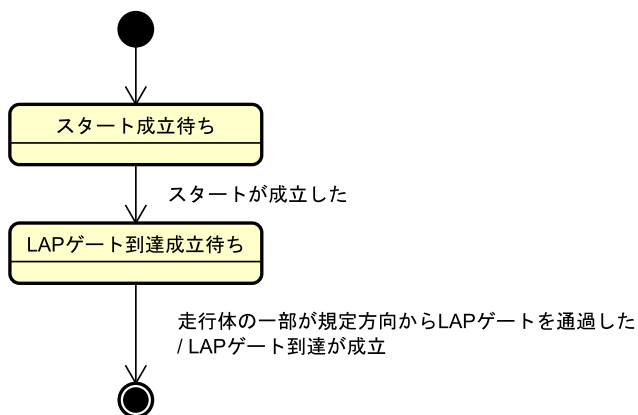 スタート成立待ち
スタートが成立した
LAPゲート到達成立待ち
走行体の一部が規定方向からLAPゲートを通過した
/ LAPゲート到達が成立